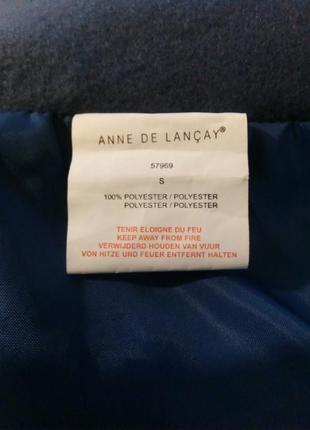 ANNE DE LANÇAY®
57969
S
100% POLYESTER / POLYESTER
POLYESTER / POLYESTER
TENIR ELOIGNE DU FEU
KEEP AWAY FROM FIRE
VERWIJDERD HOUDEN VAN VUUR
VON HITZE UND FEUER ENTFERNT HALTEN